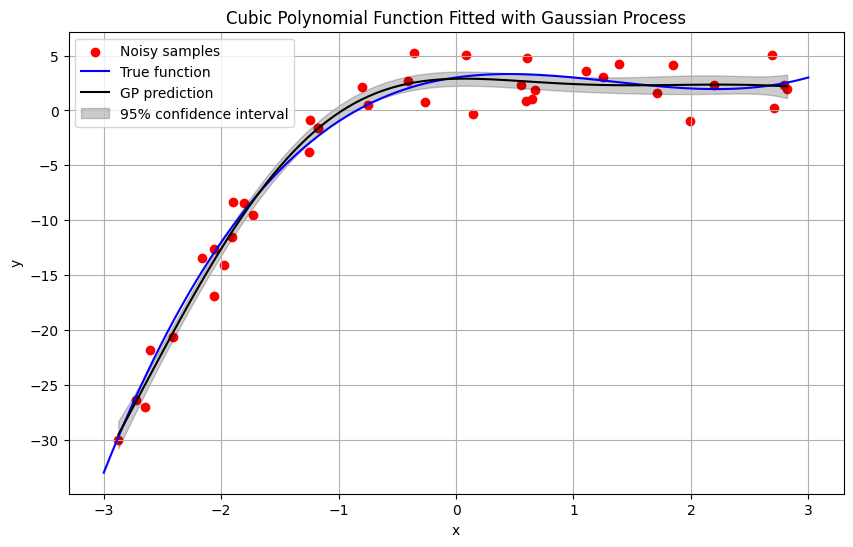 Cubic Polynomial Function Fitted with Gaussian Process
Noisy samples
True function
GP prediction
95% confidence interval
5
0
−5
−10
−15
−20
−25
−30
y
−3 −2 −1 0 1 2 3
x